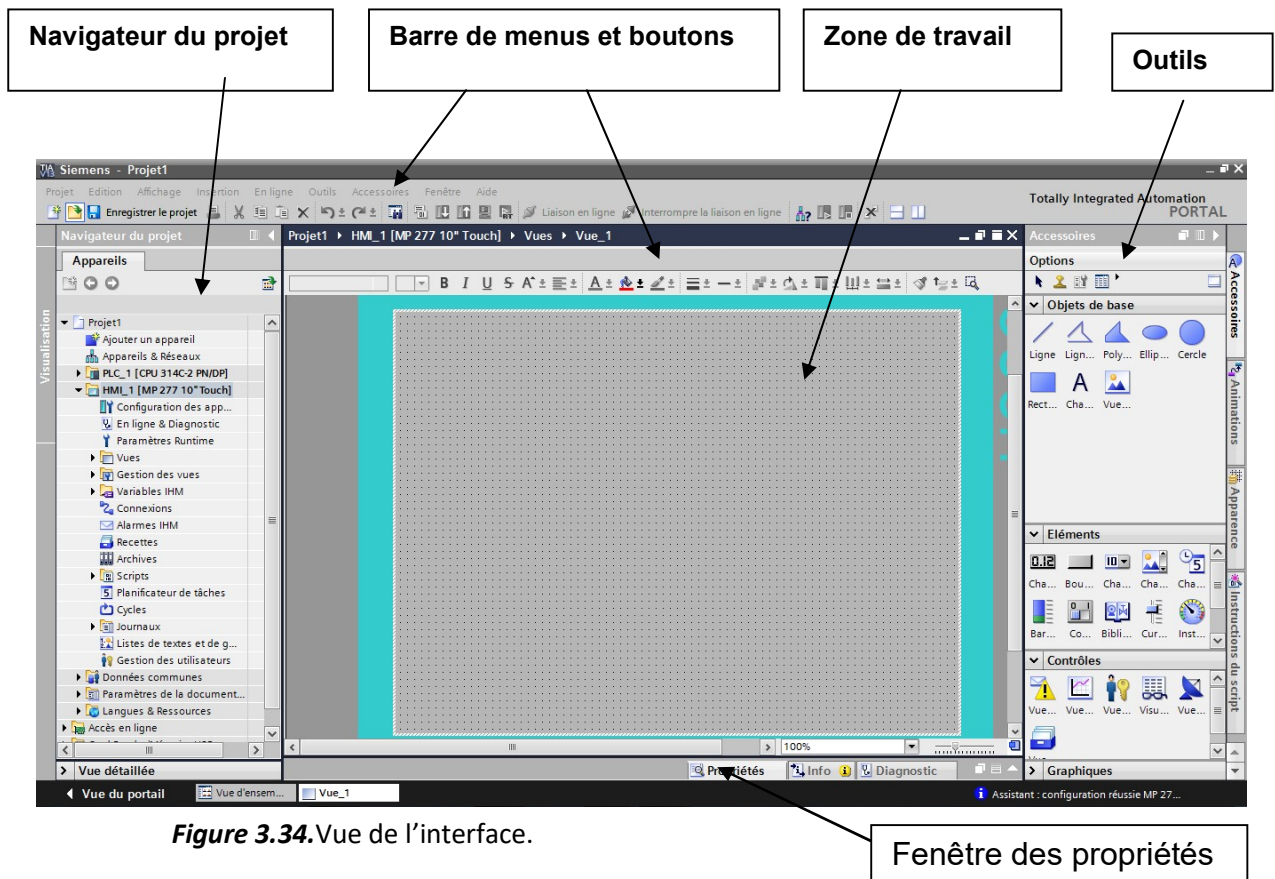 Navigateur du projet
Barre de menus et boutons
Zone de travail
Outils
Siemens - Projet1
Projet Edition Affichage Insertion En ligne Outils Accessoires Fenêtre Aide
Enregistrer le projet
Liaison en ligne
Interrompre la liaison en ligne
Totally Integrated Automation
PORTAL
Navigateur du projet
Projet1 HMI_1 [MP 277 10" Touch] Vues Vue_1
Accessoires
Appareils
Options
B I U S A A
Visualisation
Projet1
Ajouter un appareil
Appareils & Réseaux
PLC_1 [CPU 314C-2 PN/DP]
HMI_1 [MP 277 10" Touch]
Configuration des app...
En ligne & Diagnostic
Paramètres Runtime
Vues
Gestion des vues
Variables IHM
Connexions
Alarmes IHM
Recettes
Archives
Scripts
Planificateur de tâches
Cycles
Journaux
Listes de textes et de g...
Gestion des utilisateurs
Données communes
Paramètres de la document...
Langues & Ressources
Accès en ligne
Vue détaillée
100%
Propriétés
Info
Diagnostic
Objets de base
Ligne Lign... Poly... Ellip... Cercle
Rect... Cha... Vue...
Eléments
Cha... Bou... Cha... Cha... Cha...
Bar... Co... Bibli... Cur... Inst...
Contrôles
Vue... Vue... Vue... Visu... Vue...
Graphiques
Accessoires
Animations
Apparence
Instructions du script
Vue du portail
Vue d'ensem...
Vue_1
Assistant : configuration réussie MP 27...
Figure 3.34.Vue de l'interface.
Fenêtre des propriétés